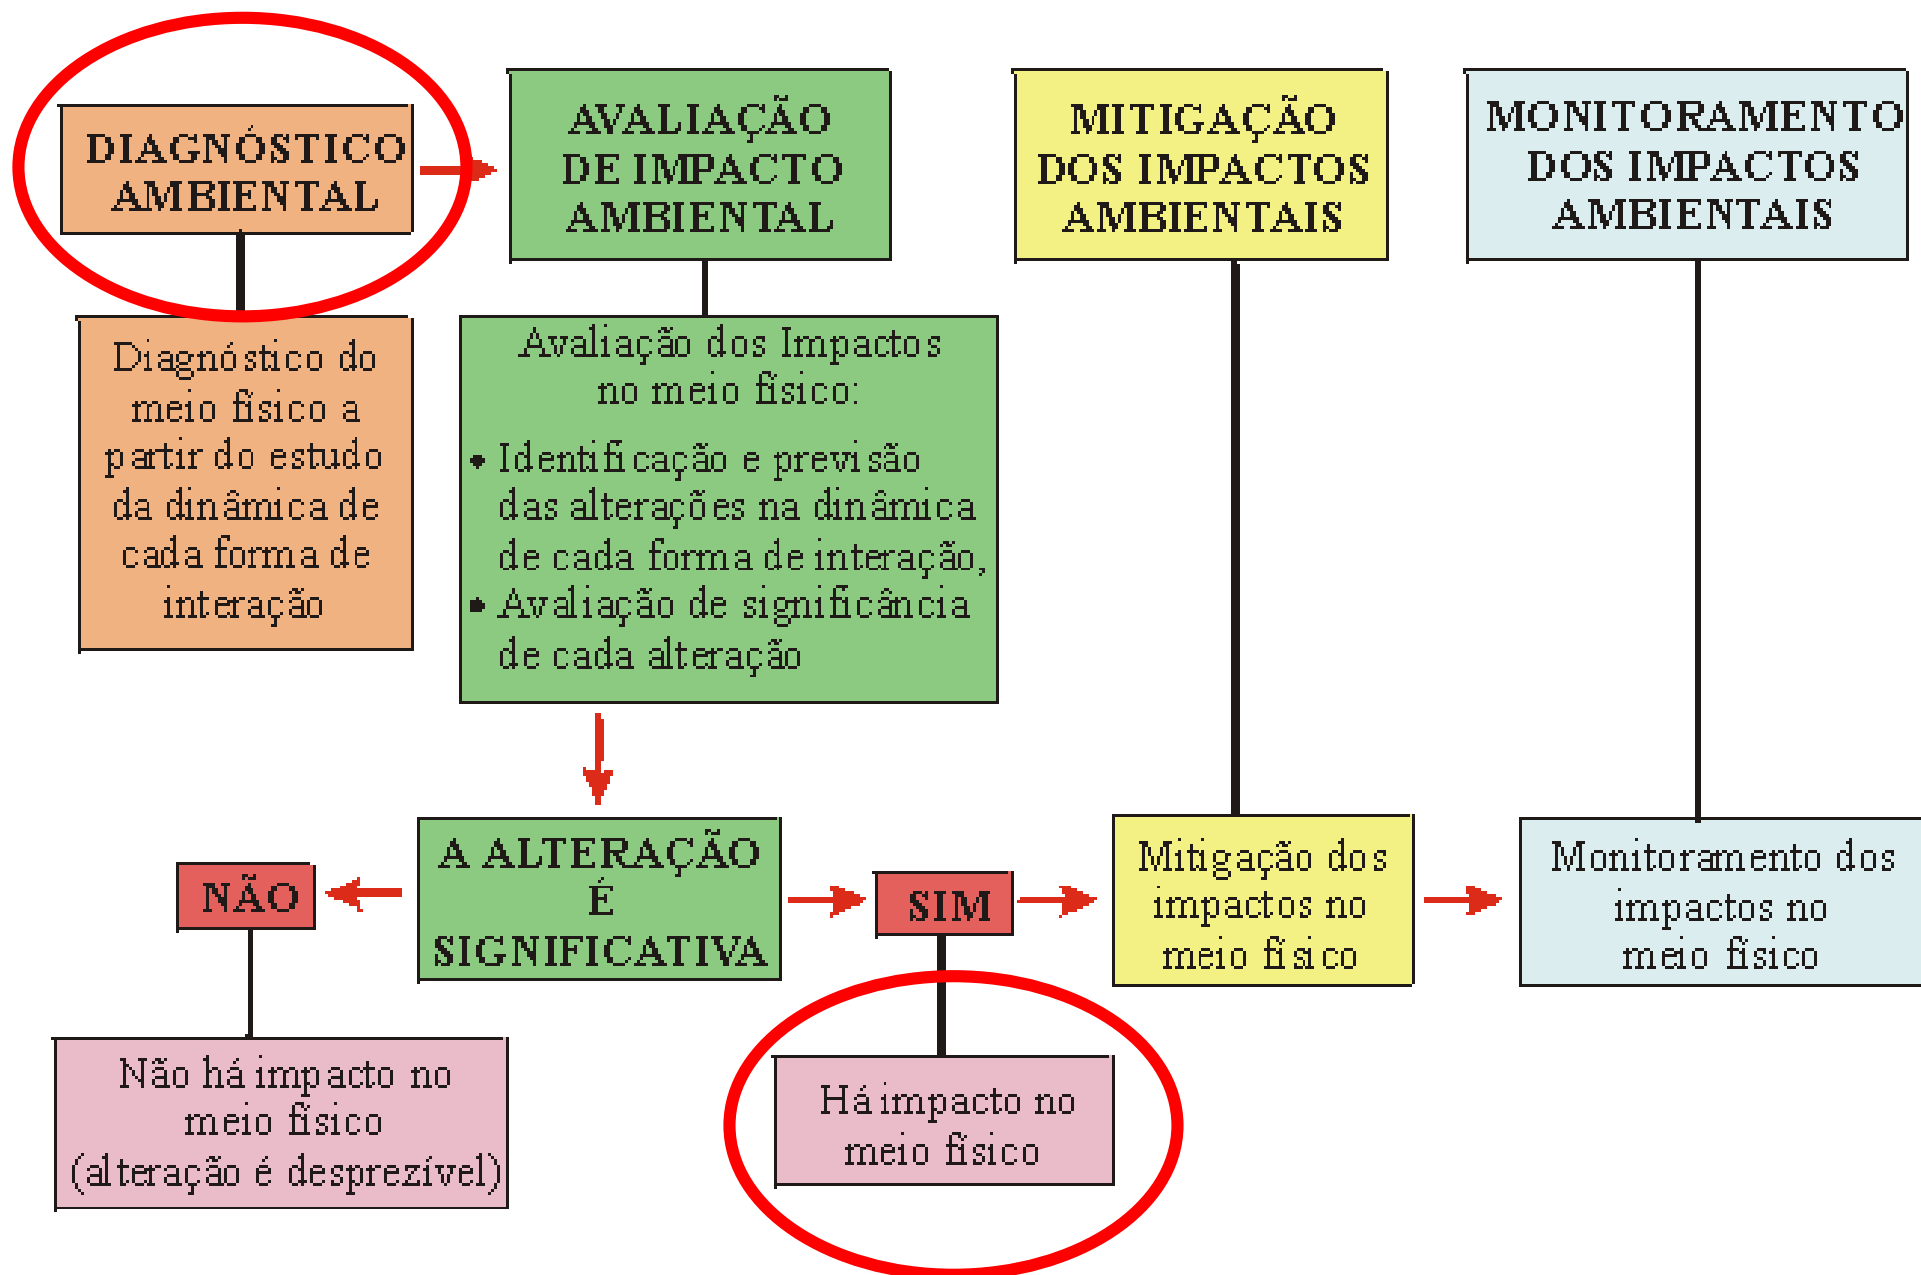 DIAGNÓSTICO
AMBIENTAL
AVALIAÇÃO
DE IMPACTO
AMBIENTAL
MITIGAÇÃO
DOS IMPACTOS
AMBIENTAIS
MONITORAMENTO
DOS IMPACTOS
AMBIENTAIS
Diagnóstico do
meio físico a
partir do estudo
da dinâmica de
cada forma de
interação
Avaliação dos Impactos
no meio físico:
• Identificação e previsão
das alterações na dinâmica
de cada forma de interação,
• Avaliação de significância
de cada alteração
NÃO
A ALTERAÇÃO
É
SIGNIFICATIVA
SIM
Mitigação dos
impactos no
meio físico
Monitoramento dos
impactos no
meio físico
Não há impacto no
meio físico
(alteração é desprezível)
Há impacto no
meio físico